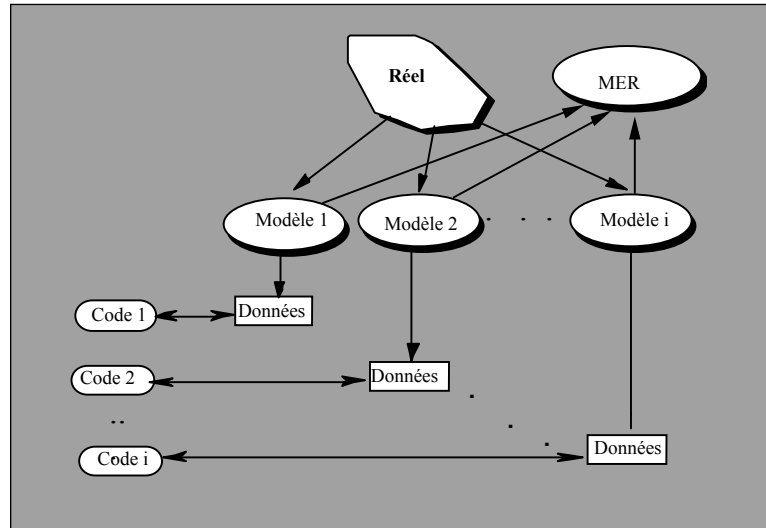 Réel
MER
Modèle 1
Modèle 2
. . .
Modèle i
Code 1
Données
Code 2
Données
Code i
Données